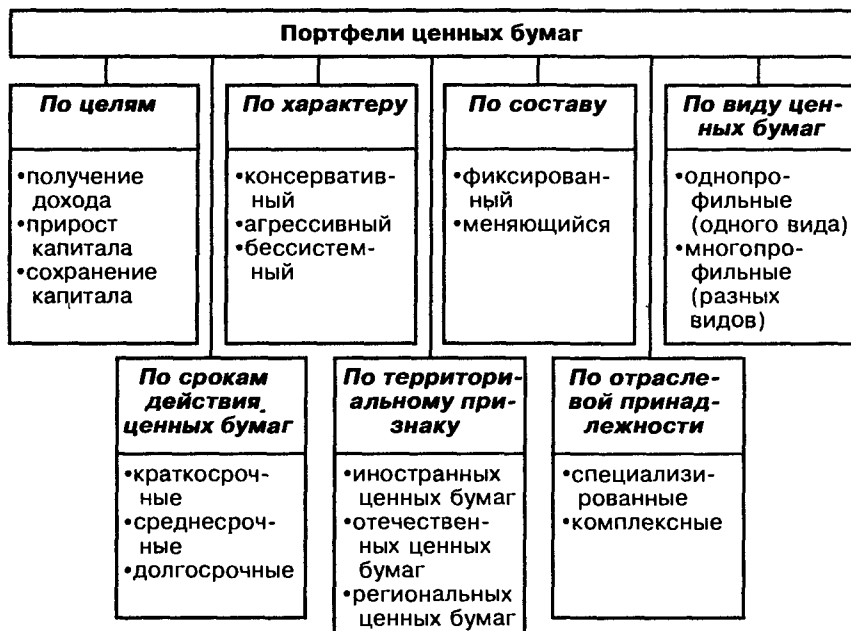 Портфели ценных бумаг
По целям
•получение
дохода
•прирост
капитала
•сохранение
капитала
По характеру
•консерватив-
ный
•агрессивный
•бессистем-
ный
По составу
•фиксирован-
ный
•меняющийся
По виду цен-
ных бумаг
•однопро-
фильные
(одного вида)
•многопро-
фильные
(разных
видов)
По срокам
действия
ценных бумаг
•краткосроч-
ные
•среднесроч-
ные
•долгосрочные
По территори-
альному при-
знаку
•иностранных
ценных бумаг
•отечествен-
ных ценных
бумаг
•региональных
ценных бумаг
По отрасле-
вой принад-
лежности
•специализи-
рованные
•комплексные